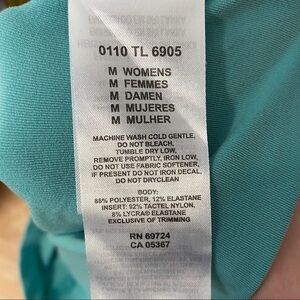 0110 TL 6905
M WOMENS
M FEMMES
M DAMEN
M MUJERES
M MULHER
MACHINE WASH COLD GENTLE.
DO NOT BLEACH,
TUMBLE DRY LOW,
REMOVE PROMPTLY, IRON LOW,
DO NOT USE FABRIC SOFTENER,
IF PRESENT DO NOT IRON DECAL,
DO NOT DRYCLEAN
BODY:
88% POLYESTER, 12% ELASTANE
INSERT: 92% TACTEL NYLON,
8% LYCRA® ELASTANE
EXCLUSIVE OF TRIMMING
RN 69724
CA 05367